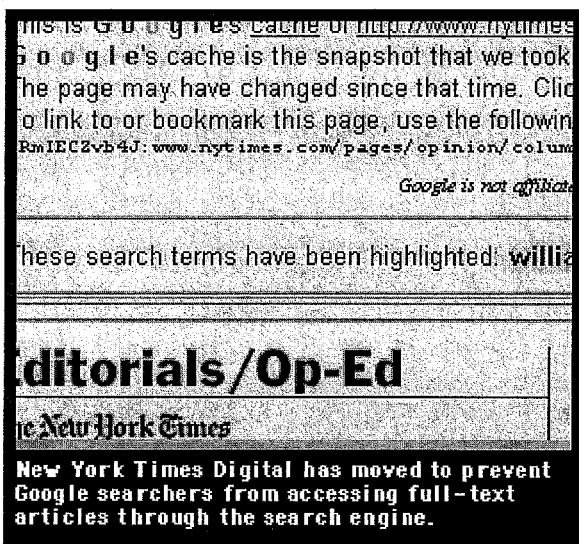 This is G o o g l e's cache of http://www.nytimes
G o o g l e's cache is the snapshot that we took
The page may have changed since that time. Clic
To link to or bookmark this page, use the followin
RmIECZvb4J:www.nytimes.com/pages/opinion/colum
Google is not affiliate
These search terms have been highlighted: willia
Editorials/Op-Ed
The New York Times
New York Times Digital has moved to prevent
Google searchers from accessing full-text
articles through the search engine.